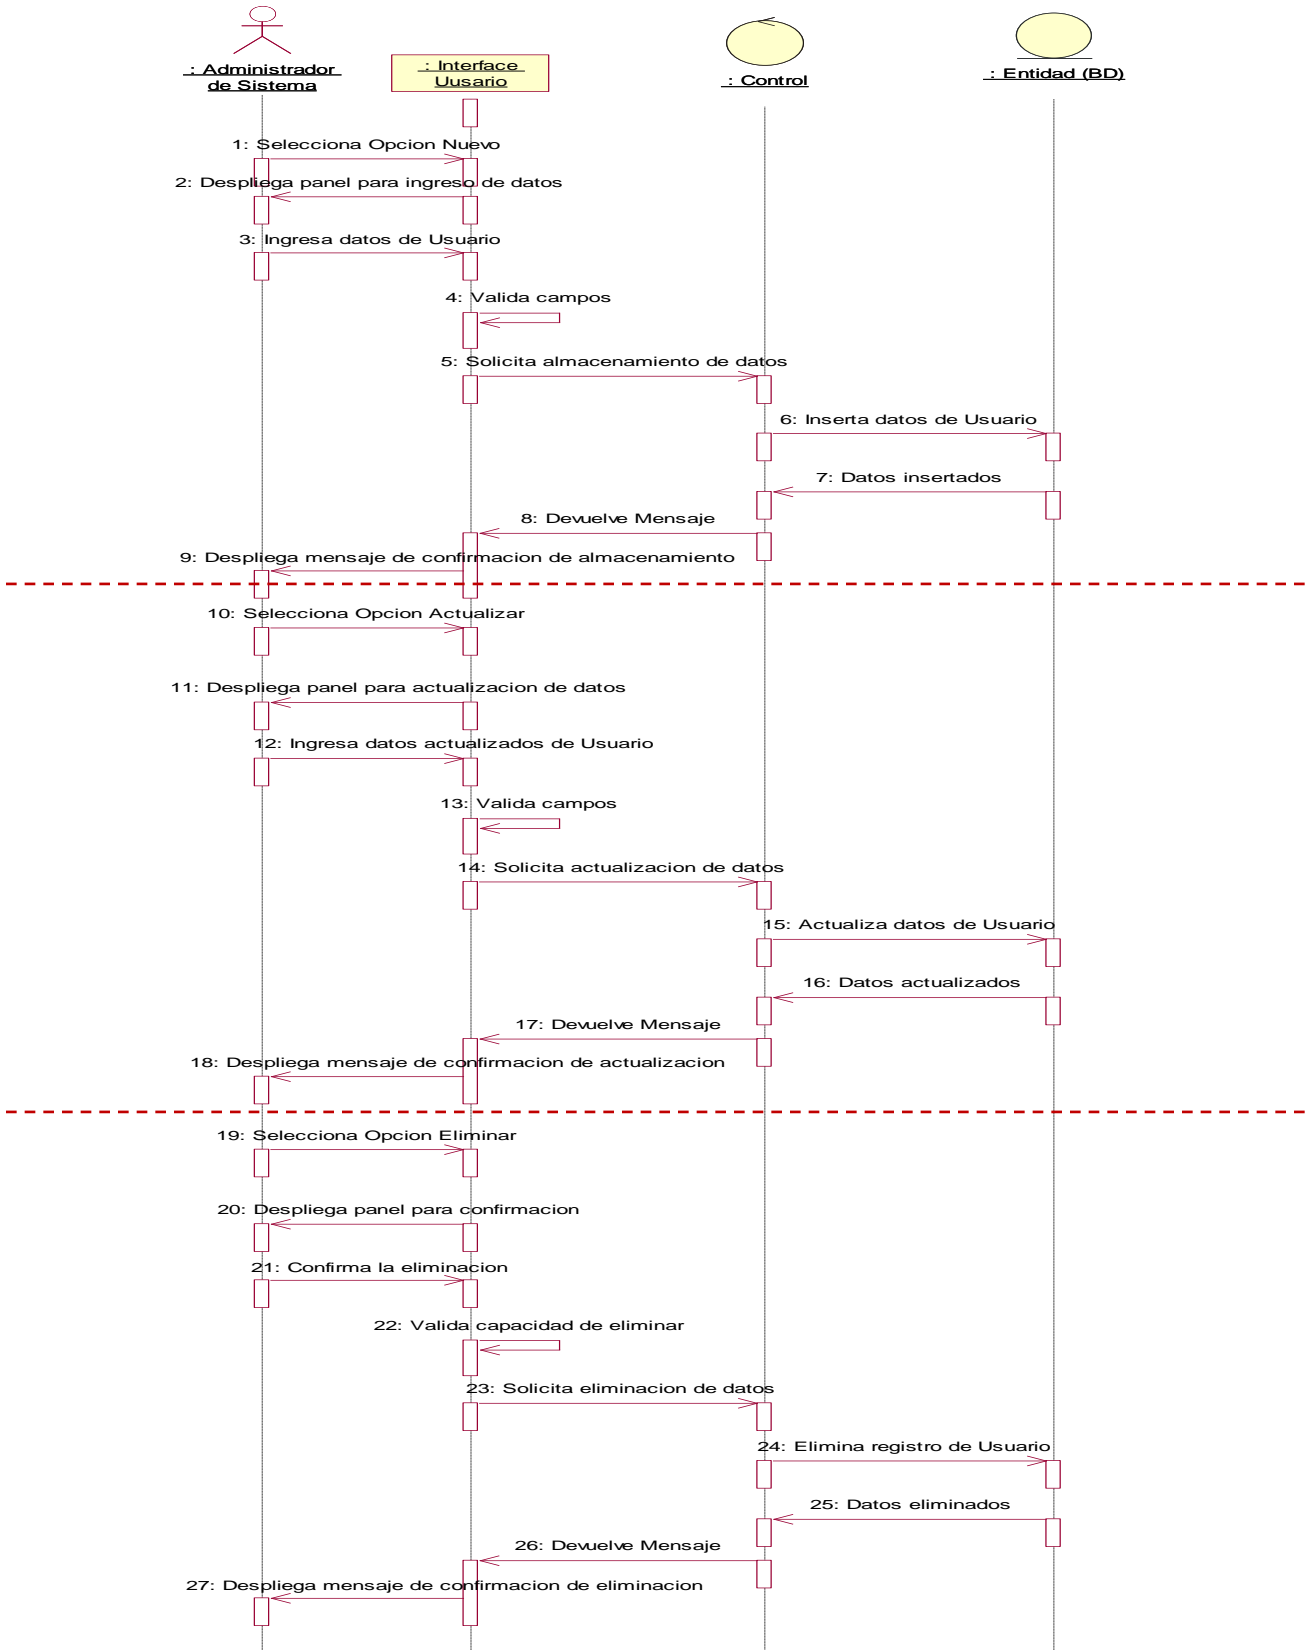 : Administrador
de Sistema
: Interface
Uusario
: Control
: Entidad (BD)
1: Selecciona Opcion Nuevo
2: Despliega panel para ingreso de datos
3: Ingresa datos de Usuario
4: Valida campos
5: Solicita almacenamiento de datos
6: Inserta datos de Usuario
7: Datos insertados
8: Devuelve Mensaje
9: Despliega mensaje de confirmacion de almacenamiento
10: Selecciona Opcion Actualizar
11: Despliega panel para actualizacion de datos
12: Ingresa datos actualizados de Usuario
13: Valida campos
14: Solicita actualizacion de datos
15: Actualiza datos de Usuario
16: Datos actualizados
17: Devuelve Mensaje
18: Despliega mensaje de confirmacion de actualizacion
19: Selecciona Opcion Eliminar
20: Despliega panel para confirmacion
21: Confirma la eliminacion
22: Valida capacidad de eliminar
23: Solicita eliminacion de datos
24: Elimina registro de Usuario
25: Datos eliminados
26: Devuelve Mensaje
27: Despliega mensaje de confirmacion de eliminacion